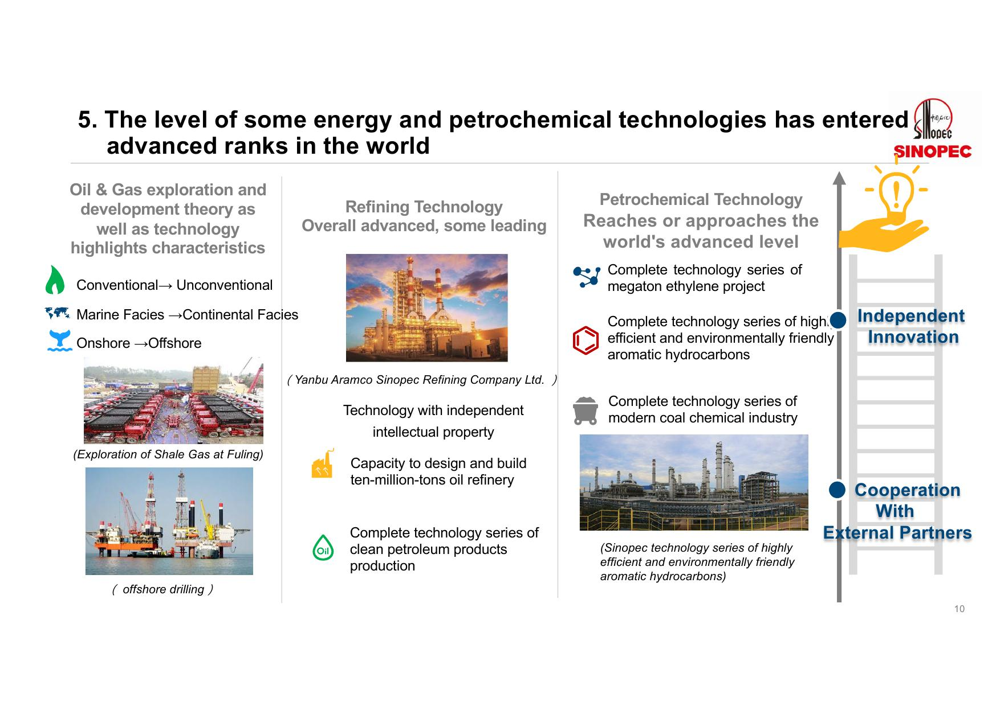 5. The level of some energy and petrochemical technologies has entered
advanced ranks in the world
SINOPEC
SINOPEC
Oil & Gas exploration and
development theory as
well as technology
highlights characteristics
Conventional→ Unconventional
Marine Facies →Continental Facies
Onshore →Offshore
(Exploration of Shale Gas at Fuling)
( offshore drilling )
Refining Technology
Overall advanced, some leading
( Yanbu Aramco Sinopec Refining Company Ltd. )
Technology with independent
intellectual property
Capacity to design and build
ten-million-tons oil refinery
Oil
Complete technology series of
clean petroleum products
production
Petrochemical Technology
Reaches or approaches the
world's advanced level
Complete technology series of
megaton ethylene project
Complete technology series of highly
efficient and environmentally friendly
aromatic hydrocarbons
Complete technology series of
modern coal chemical industry
(Sinopec technology series of highly
efficient and environmentally friendly
aromatic hydrocarbons)
Independent
Innovation
Cooperation
With
External Partners
10